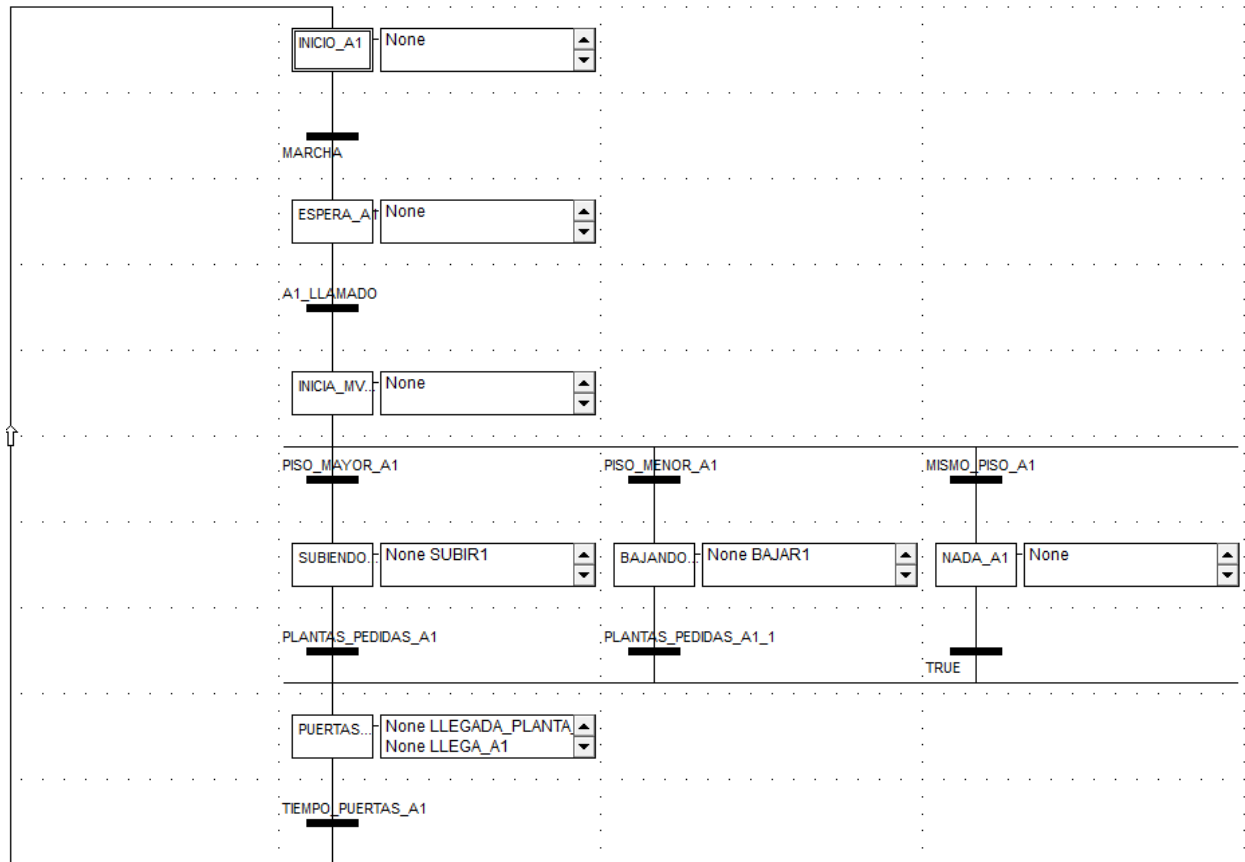 INICIO_A1
None
MARCHA
ESPERA_A1
None
A1_LLAMADO
INICIA_MV...
None
PISO_MAYOR_A1
PISO_MENOR_A1
MISMO_PISO_A1
SUBIENDO...
None SUBIR1
BAJANDO...
None BAJAR1
NADA_A1
None
PLANTAS_PEDIDAS_A1
PLANTAS_PEDIDAS_A1_1
TRUE
PUERTAS...
None LLEGADA_PLANTA_
None LLEGA_A1
TIEMPO_PUERTAS_A1